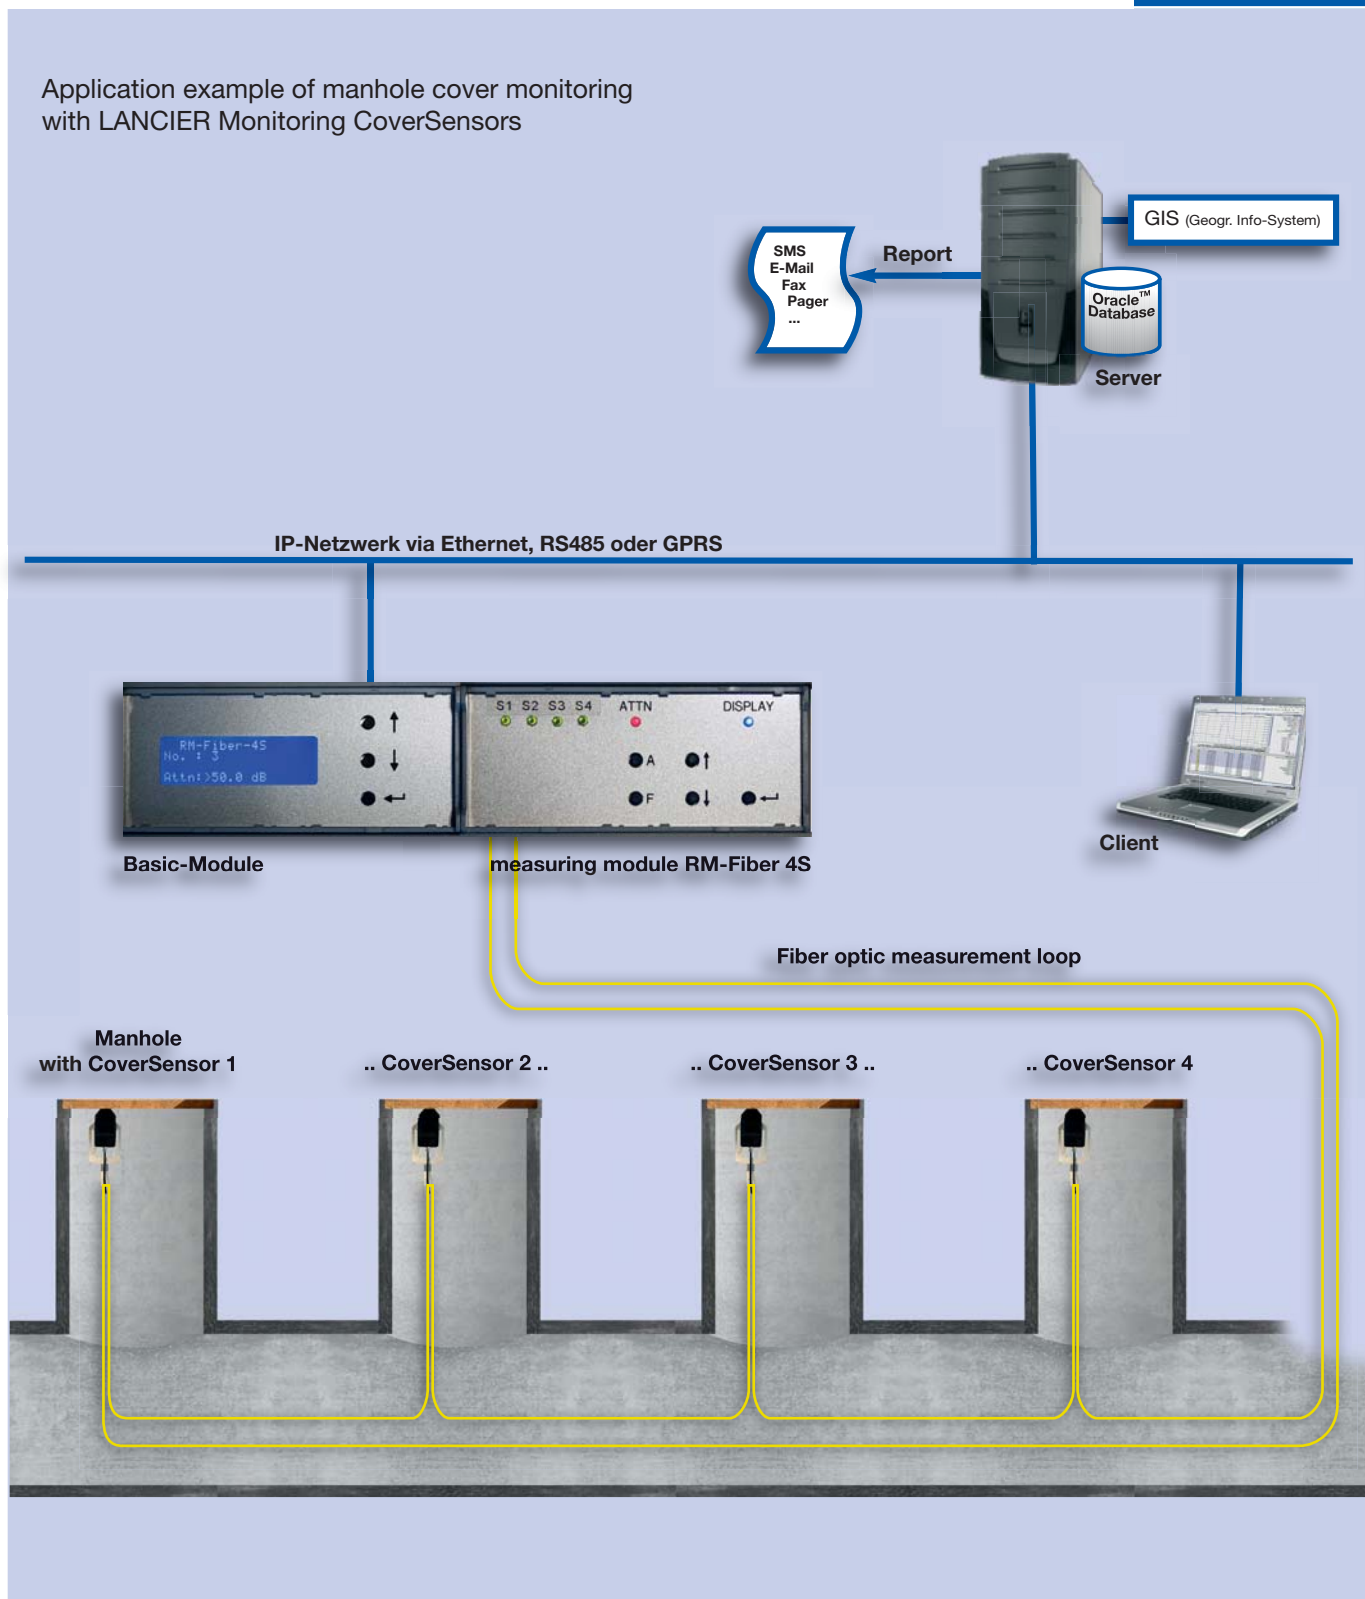 Application example of manhole cover monitoring
with LANCIER Monitoring CoverSensors
GIS (Geogr. Info-System)
SMS
E-Mail
Fax
Pager
...
Report
Oracle™
Database
Server
IP-Netzwerk via Ethernet, RS485 oder GPRS
RM-Fiber-4S
No. : 3
Attn:>50.0 dB
S1 S2 S3 S4 ATTN DISPLAY
A
F
Basic-Module
measuring module RM-Fiber 4S
Client
Fiber optic measurement loop
Manhole
with CoverSensor 1
.. CoverSensor 2 ..
.. CoverSensor 3 ..
.. CoverSensor 4